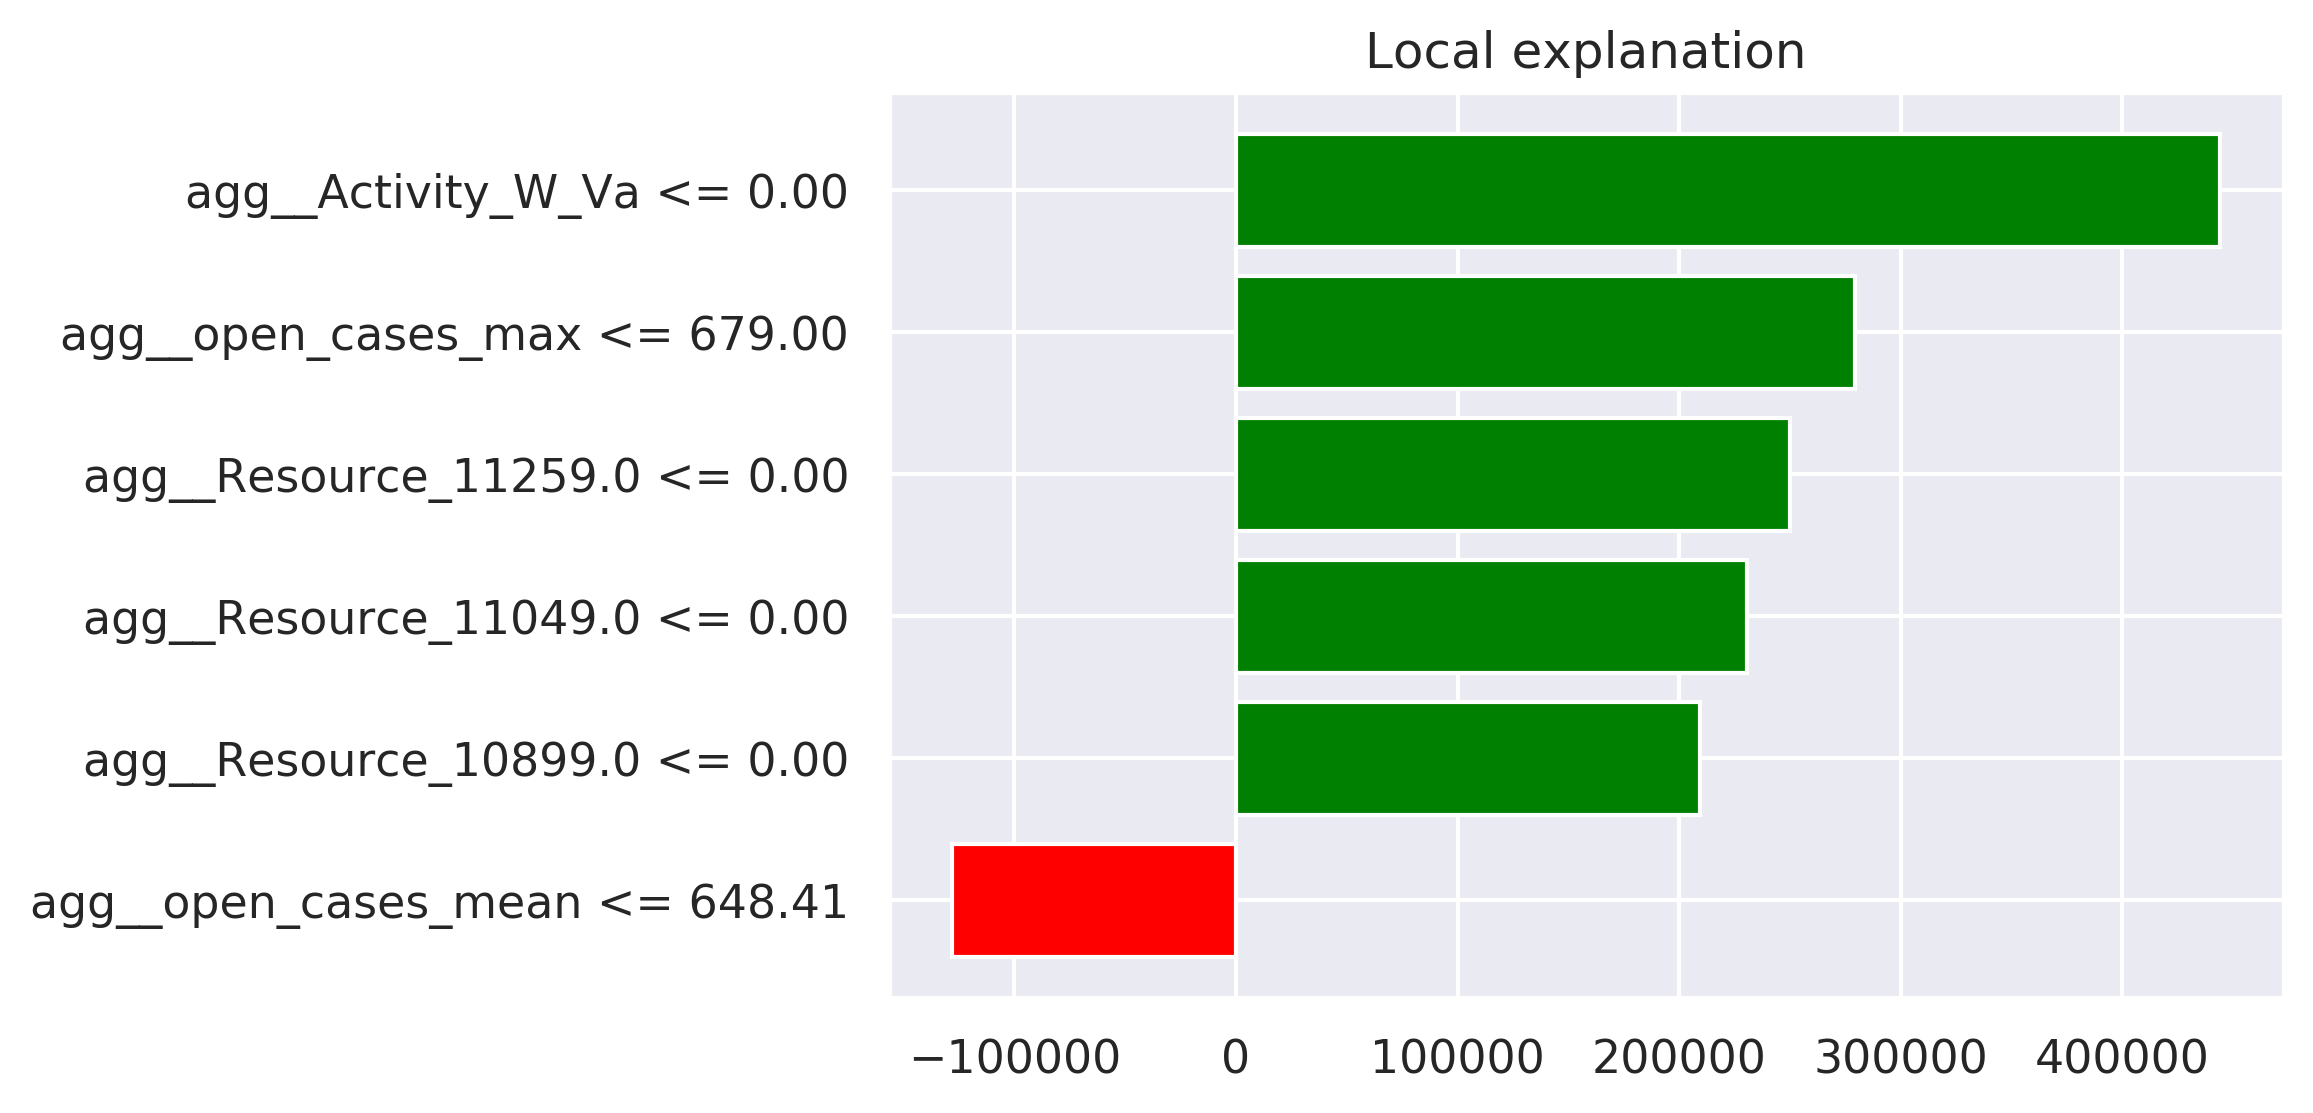 Local explanation
agg__Activity_W_Va <= 0.00
agg__open_cases_max <= 679.00
agg__Resource_11259.0 <= 0.00
agg__Resource_11049.0 <= 0.00
agg__Resource_10899.0 <= 0.00
agg__open_cases_mean <= 648.41
−100000 0 100000 200000 300000 400000